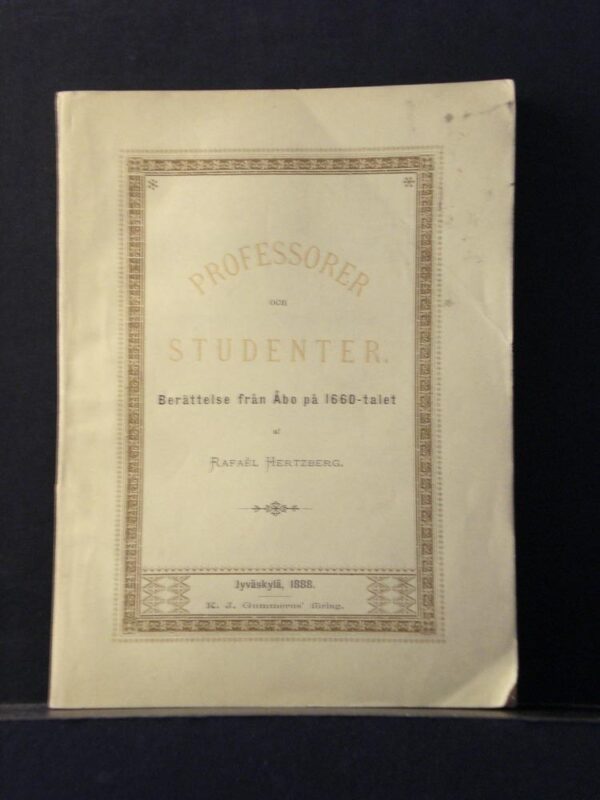 PROFESSORER
och
STUDENTER.
Berättelse från Åbo på 1660-talet
af
RAFAËL HERTZBERG.
Jyväskylä, 1888.
K. J. Gummerus' förlag.